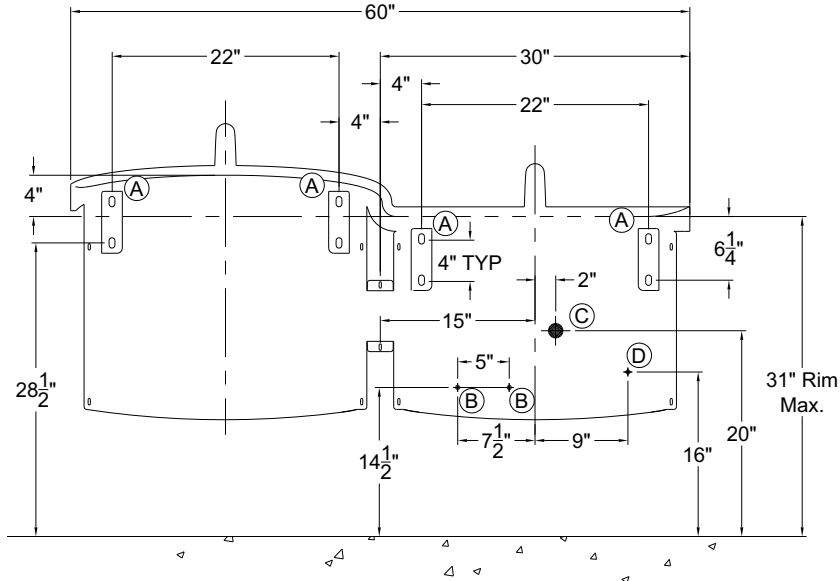 60"
22"
30"
4"
22"
4"
A
A
4"
A
A
6 1/4"
4" TYP
2"
15"
C
D
5"
28 1/2"
31" Rim
Max.
B
B
20"
7 1/2"
9"
14 1/2"
16"